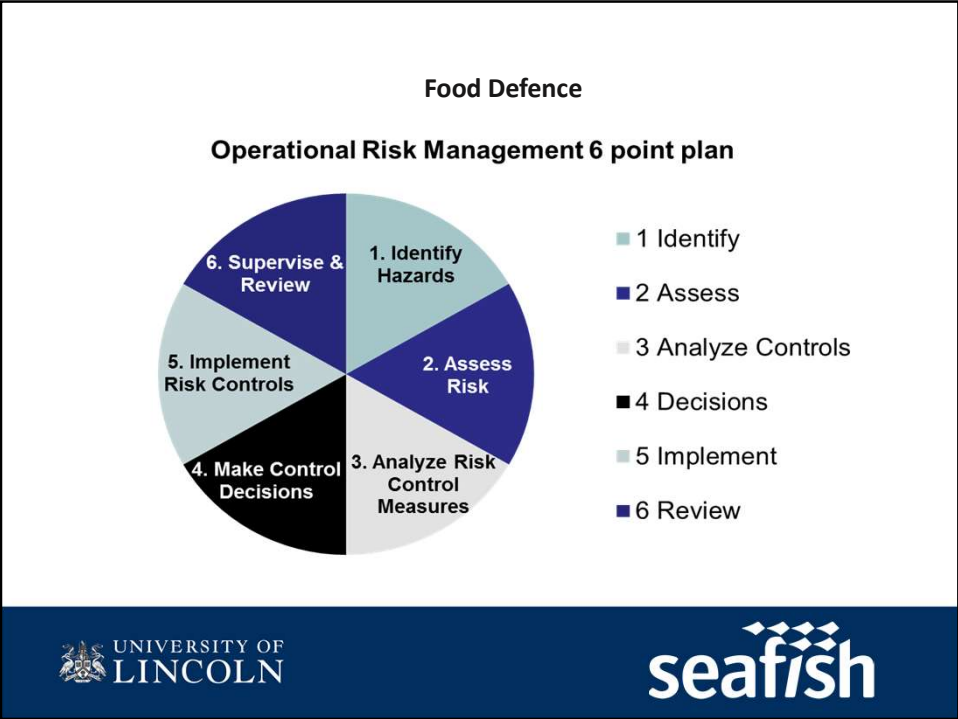 Food Defence
Operational Risk Management 6 point plan
1. Identify
Hazards
2. Assess
Risk
3. Analyze Risk
Control
Measures
4. Make Control
Decisions
5. Implement
Risk Controls
6. Supervise &
Review
1 Identify
2 Assess
3 Analyze Controls
4 Decisions
5 Implement
6 Review
UNIVERSITY OF
LINCOLN
seafish